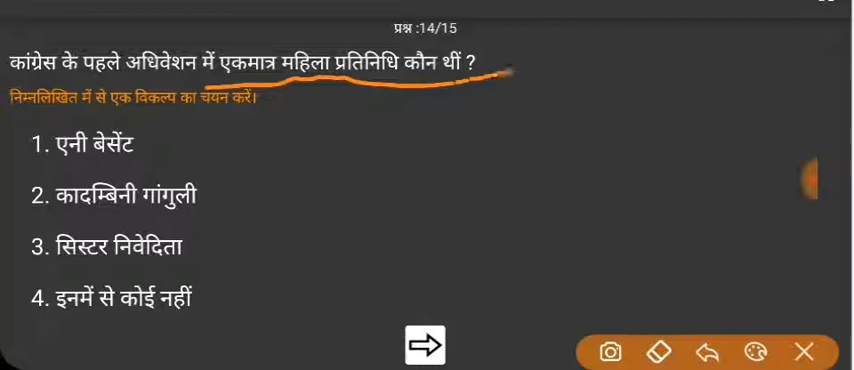 प्रश्न :14/15
कांग्रेस के पहले अधिवेशन में एकमात्र महिला प्रतिनिधि कौन थीं ?
निम्नलिखित में से एक विकल्प का चयन करें।
1. एनी बेसेंट
2. कादम्बिनी गांगुली
3. सिस्टर निवेदिता
4. इनमें से कोई नहीं